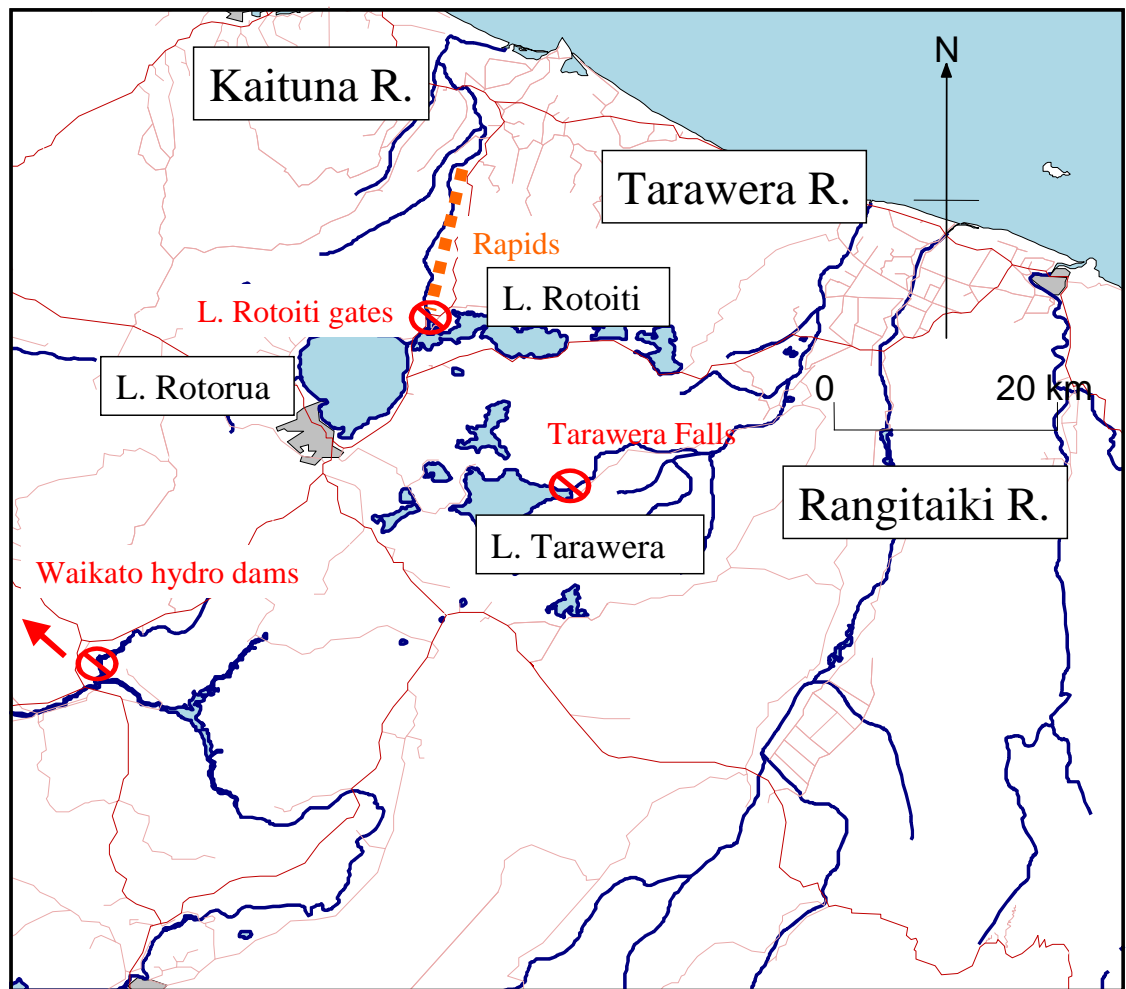 N
Kaituna R.
Tarawera R.
Rapids
L. Rotoiti
L. Rotoiti gates
L. Rotorua
0 20 km
Tarawera Falls
Rangitaiki R.
L. Tarawera
Waikato hydro dams